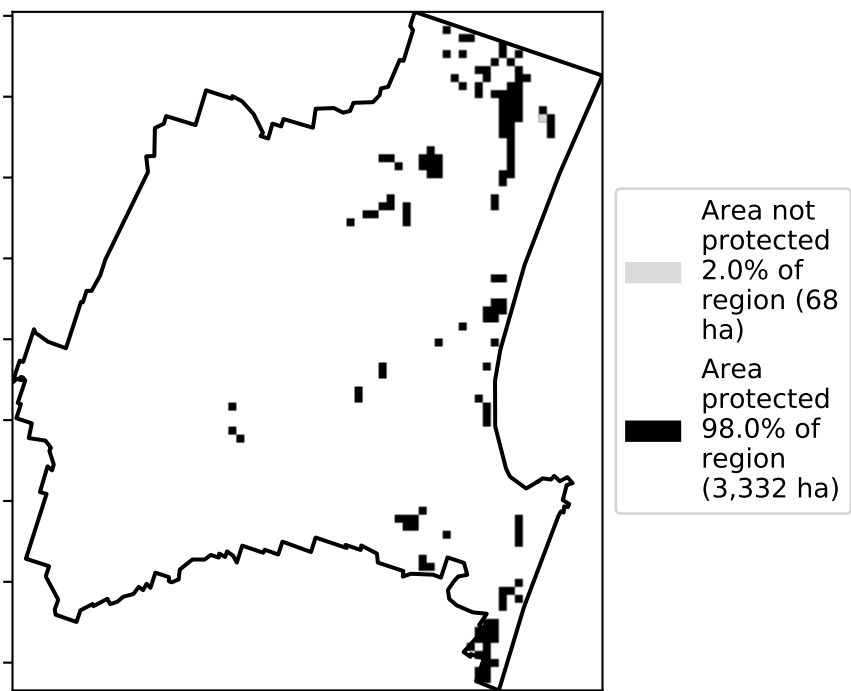 Area not
protected
2.0% of
region (68
ha)
Area
protected
98.0% of
region
(3,332 ha)